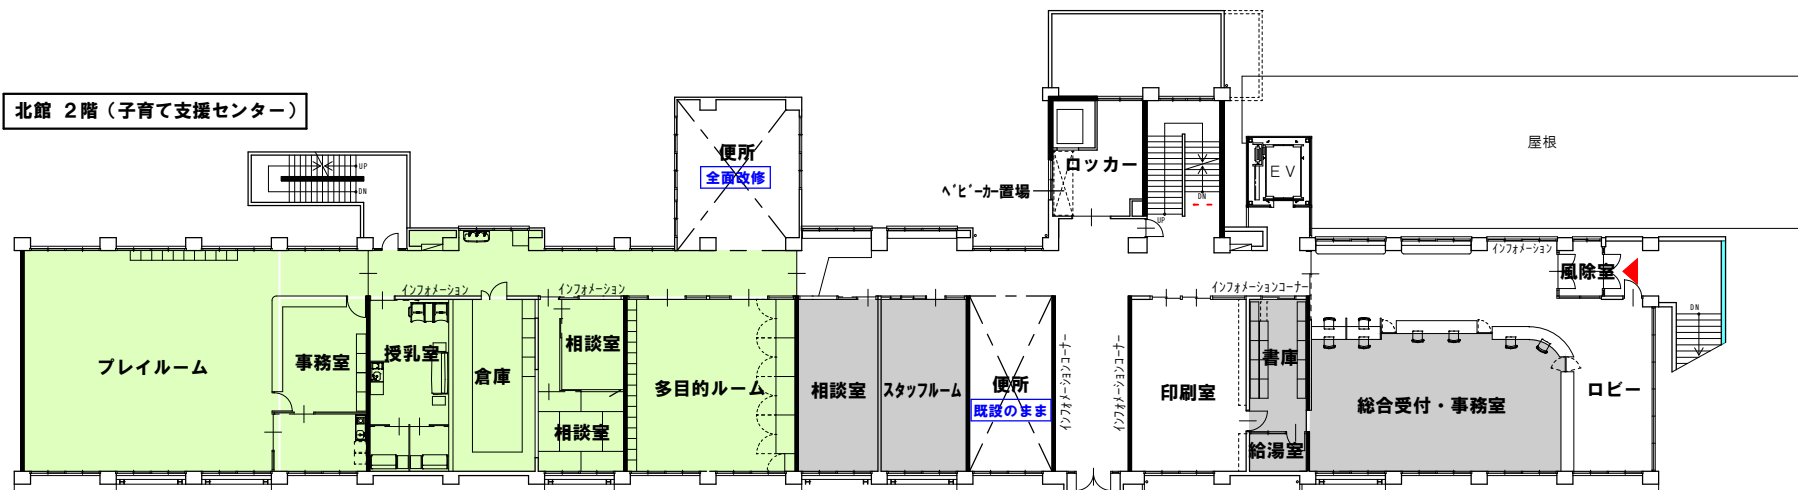 北館 2階（子育て支援センター）
便所
全面改修
ロッカー
ベビーカー置場
屋根
EV
UP
DN
DN
UP
インフォメーション
風除室
インフォメーション
インフォメーション
インフォメーションコーナー
DN
プレイルーム
事務室
授乳室
倉庫
相談室
相談室
多目的ルーム
相談室
スタッフルーム
便所
既設のまま
インフォメーションコーナー
インフォメーションコーナー
印刷室
書庫
給湯室
総合受付・事務室
ロビー